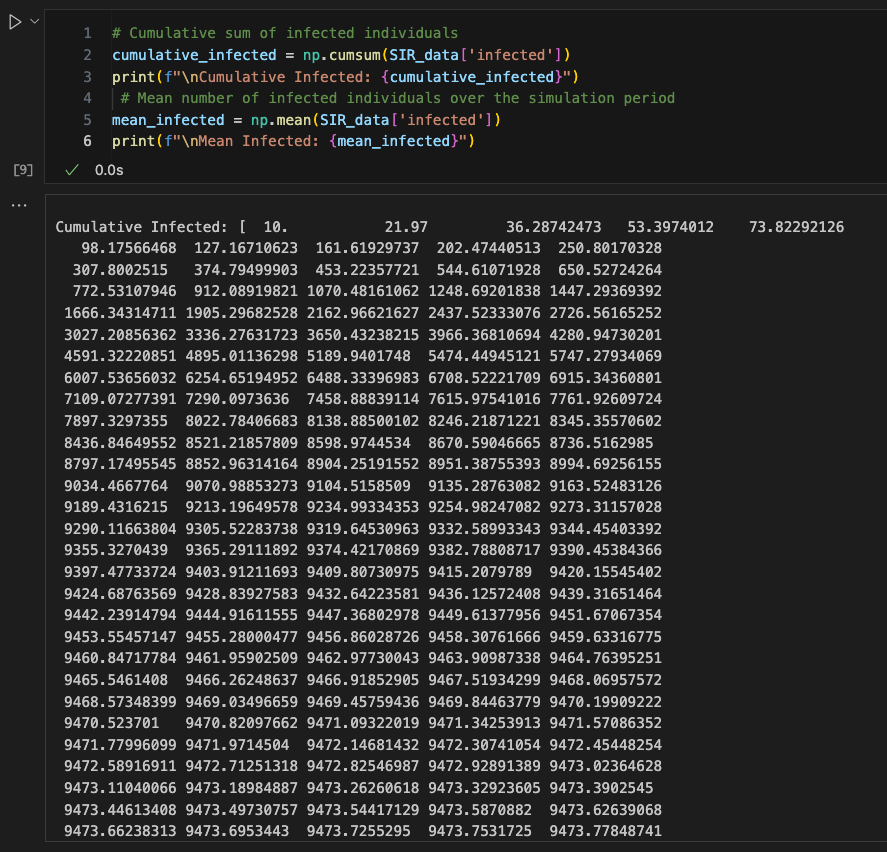 1 # Cumulative sum of infected individuals
2 cumulative_infected = np.cumsum(SIR_data['infected'])
3 print(f"\nCumulative Infected: {cumulative_infected}")
4 # Mean number of infected individuals over the simulation period
5 mean_infected = np.mean(SIR_data['infected'])
6 print(f"\nMean Infected: {mean_infected}")
[9] ✓ 0.0s
...
Cumulative Infected: [ 10. 21.97 36.28742473 53.3974012 73.82292126
98.17566468 127.16710623 161.61929737 202.47440513 250.80170328
307.8002515 374.79499903 453.22357721 544.61071928 650.52724264
772.53107946 912.08919821 1070.48161062 1248.69201838 1447.29369392
1666.34314711 1905.29682528 2162.96621627 2437.52333076 2726.56165252
3027.20856362 3336.27631723 3650.43238215 3966.36810694 4280.94730201
4591.32220851 4895.01136298 5189.9401748 5474.44945121 5747.27934069
6007.53656032 6254.65194952 6488.33396983 6708.52221709 6915.34360801
7109.07277391 7290.0973636 7458.88839114 7615.97541016 7761.92609724
7897.3297355 8022.78406683 8138.88500102 8246.21871221 8345.35570602
8436.84649552 8521.21857809 8598.9744534 8670.59046665 8736.5162985
8797.17495545 8852.96314164 8904.25191552 8951.38755393 8994.69256155
9034.4667764 9070.98853273 9104.5158509 9135.28763082 9163.52483126
9189.4316215 9213.19649578 9234.99334353 9254.98247082 9273.31157028
9290.11663804 9305.52283738 9319.64530963 9332.58993343 9344.45403392
9355.3270439 9365.29111892 9374.42170869 9382.78808717 9390.45384366
9397.47733724 9403.91211693 9409.80730975 9415.2079789 9420.15545402
9424.68763569 9428.83927583 9432.64223581 9436.12572408 9439.31651464
9442.23914794 9444.91611555 9447.36802978 9449.61377956 9451.67067354
9453.55457147 9455.28000477 9456.86028726 9458.30761666 9459.63316775
9460.84717784 9461.95902509 9462.97730043 9463.90987338 9464.76395251
9465.5461408 9466.26248637 9466.91852905 9467.51934299 9468.06957572
9468.57348399 9469.03496659 9469.45759436 9469.84463779 9470.19909222
9470.523701 9470.82097662 9471.09322019 9471.34253913 9471.57086352
9471.77996099 9471.9714504 9472.14681432 9472.30741054 9472.45448254
9472.58916911 9472.71251318 9472.82546987 9472.92891389 9473.02364628
9473.11040066 9473.18984887 9473.26260618 9473.32923605 9473.3902545
9473.44613408 9473.49730757 9473.54417129 9473.5870882 9473.62639068
9473.66238313 9473.6953443 9473.7255295 9473.7531725 9473.77848741